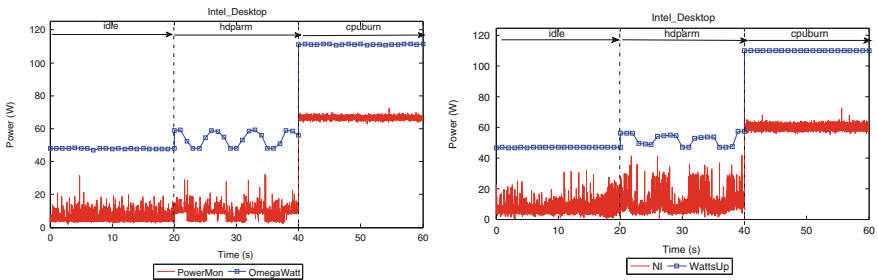 Intel_Desktop
idle hdparm cpuburn
Power (W)
120
100
80
60
40
20
0
0 10 20 30 40 50 60
Time (s)
PowerMon OmegaWatt
Intel_Desktop
idle hdparm cpuburn
Power (W)
120
100
80
60
40
20
0
0 10 20 30 40 50 60
Time (s)
NI WattsUp